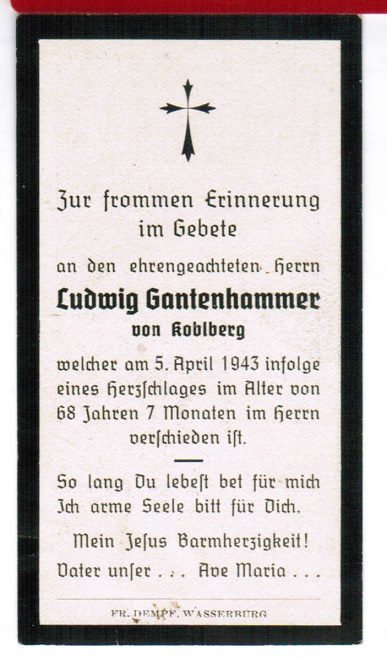 Zur frommen Erinnerung
im Gebete
an den ehrengeachteten Herrn
Ludwig Gantenhammer
von Koblberg
welcher am 5. April 1943 infolge
eines Herzſchlages im Alter von
68 Jahren 7 Monaten im Herrn
verſchieden iſt.
So lang Du lebeſt bet für mich
Ich arme Seele bitt für Dich.
Mein Jeſus Barmherzigkeit!
Vater unſer . . . Ave Maria . . .
FR. DEMPF, WASSERBURG